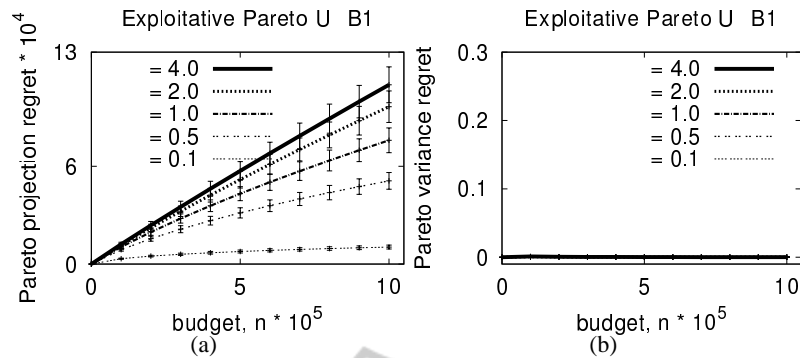 Exploitative Pareto U B1
Pareto projection regret * 10^4
13
6
0
= 4.0
= 2.0
= 1.0
= 0.5
= 0.1
0
5
10
budget, n * 10^5
(a)
Exploitative Pareto U B1
Pareto variance regret
0.3
0.2
0.1
0
= 4.0
= 2.0
= 1.0
= 0.5
= 0.1
0
5
10
budget, n * 10^5
(b)